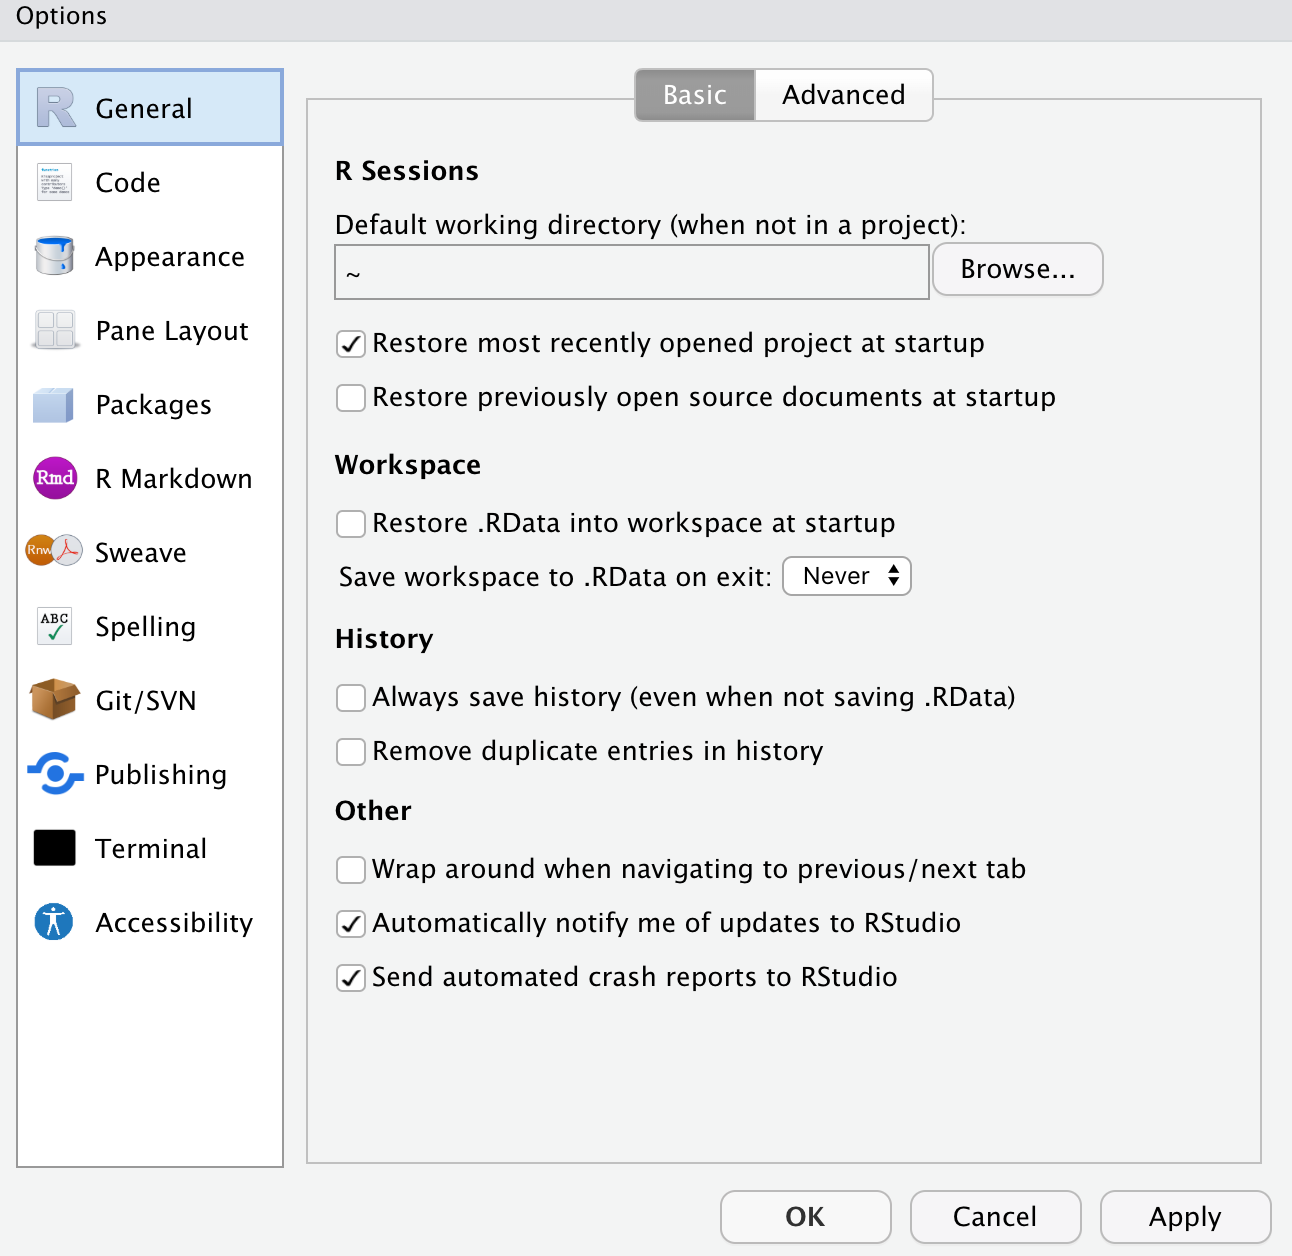 Options
General
Code
Appearance
Pane Layout
Packages
Rmd
R Markdown
Rnw
Sweave
ABC
Spelling
Git/SVN
Publishing
Terminal
Accessibility
Basic
Advanced
R Sessions
Default working directory (when not in a project):
~
Browse...
Restore most recently opened project at startup
Restore previously open source documents at startup
Workspace
Restore .RData into workspace at startup
Save workspace to .RData on exit: Never
History
Always save history (even when not saving .RData)
Remove duplicate entries in history
Other
Wrap around when navigating to previous/next tab
Automatically notify me of updates to RStudio
Send automated crash reports to RStudio
OK
Cancel
Apply